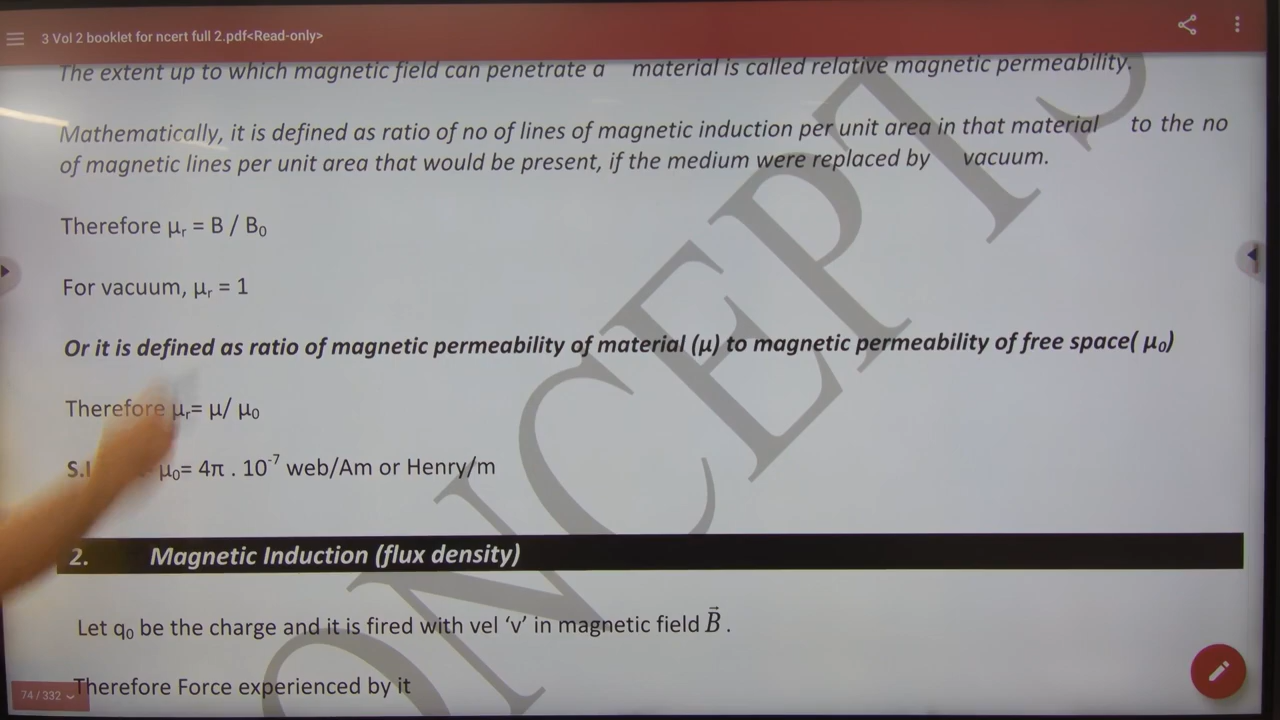 3 Vol 2 booklet for ncert full 2.pdf<Read-only>
The extent up to which magnetic field can penetrate a material is called relative magnetic permeability.
Mathematically, it is defined as ratio of no of lines of magnetic induction per unit area in that material to the no
of magnetic lines per unit area that would be present, if the medium were replaced by vacuum.
Therefore μᵣ = B / B₀
For vacuum, μᵣ = 1
Or it is defined as ratio of magnetic permeability of material (μ) to magnetic permeability of free space( μ₀)
Therefore μᵣ= μ/ μ₀
μ₀= 4π . 10⁻⁷ web/Am or Henry/m
2. Magnetic Induction (flux density)
Let q₀ be the charge and it is fired with vel ‘v’ in magnetic field B⃗ .
74 / 332
Therefore Force experienced by it